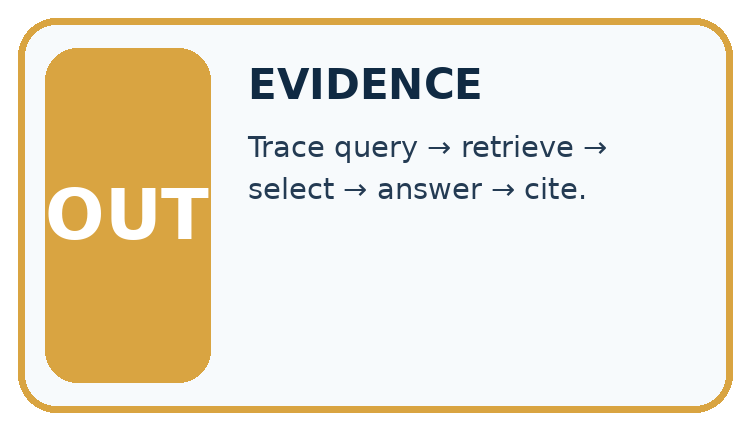 OUT
EVIDENCE
Trace query → retrieve →
select → answer → cite.